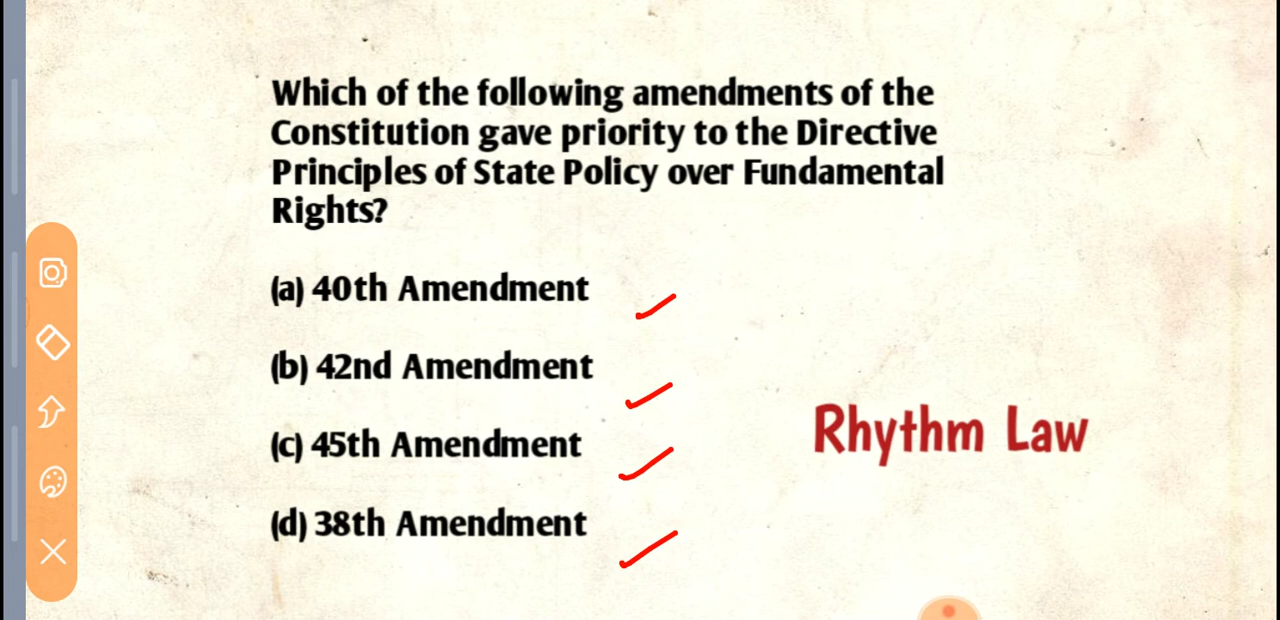 Which of the following amendments of the
Constitution gave priority to the Directive
Principles of State Policy over Fundamental
Rights?
(a) 40th Amendment
(b) 42nd Amendment
(c) 45th Amendment
(d) 38th Amendment
Rhythm Law